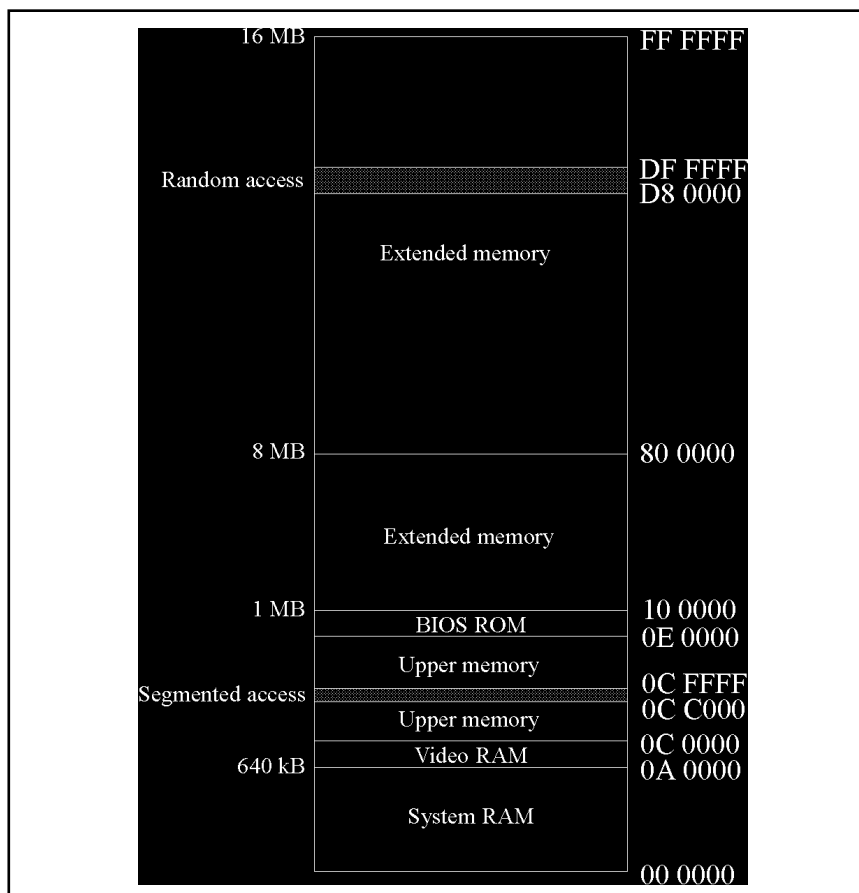 16 MB FF FFFF
DF FFFF
Random access
D8 0000
Extended memory
8 MB 80 0000
Extended memory
1 MB 10 0000
BIOS ROM
0E 0000
Upper memory
0C FFFF
Segmented access
0C C000
Upper memory
0C 0000
Video RAM
640 kB 0A 0000
System RAM
00 0000